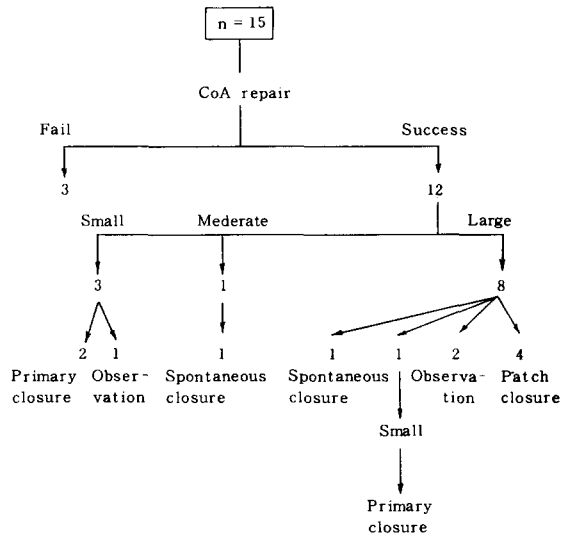 n = 15
CoA repair
Fail Success
3 12
Small Mederate Large
3 1 8
2 1 1 1 1 2 4
Primary Obser- Spontaneous Spontaneous Observa- Patch
closure vation closure closure tion closure
Small
Primary
closure